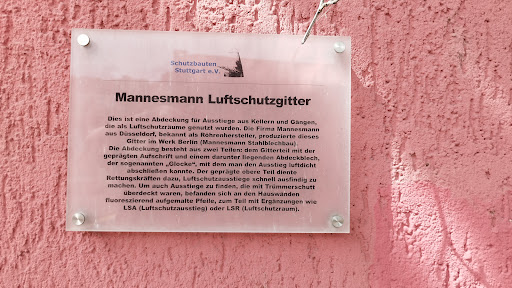 Schutzbauten
Stuttgart e.V.
Mannesmann Luftschutzgitter
Dies ist eine Abdeckung für Ausstiege aus Kellern und Gängen,
die als Luftschutzräume genutzt wurden. Die Firma Mannesmann
aus Düsseldorf, bekannt als Röhrenhersteller, produzierte dieses
Gitter im Werk Berlin (Mannesmann Stahlblechbau).
Die Abdeckung besteht aus zwei Teilen: dem Gitterteil mit der
geprägten Aufschrift und einem darunter liegender Abdeckblech,
der sogenannten „Glocke“, mit dem man den Ausstieg luftdicht
abschließen kannte. Der geprägte obere Teil diente
Rettungskräften dazu, Luftschutzausstiege schnell ausfindig zu
machen. Um auch Ausstiege zu finden, die mit Trümmerschutt
überdeckt waren, befanden sich an den Hauswänden
fluoreszierend aufgemalte Pfeile, zum Teil mit Ergänzungen wie
LSA (Luftschutzausstieg) oder LSR (Luftschutzraum).